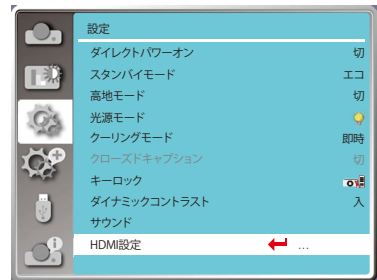 設定
ダイレクトパワーオン 切
スタンバイモード エコ
高地モード 切
光源モード
クーリングモード 即時
クローズドキャプション 切
キーロック
ダイナミックコントラスト 入
サウンド
HDMI設定 ...